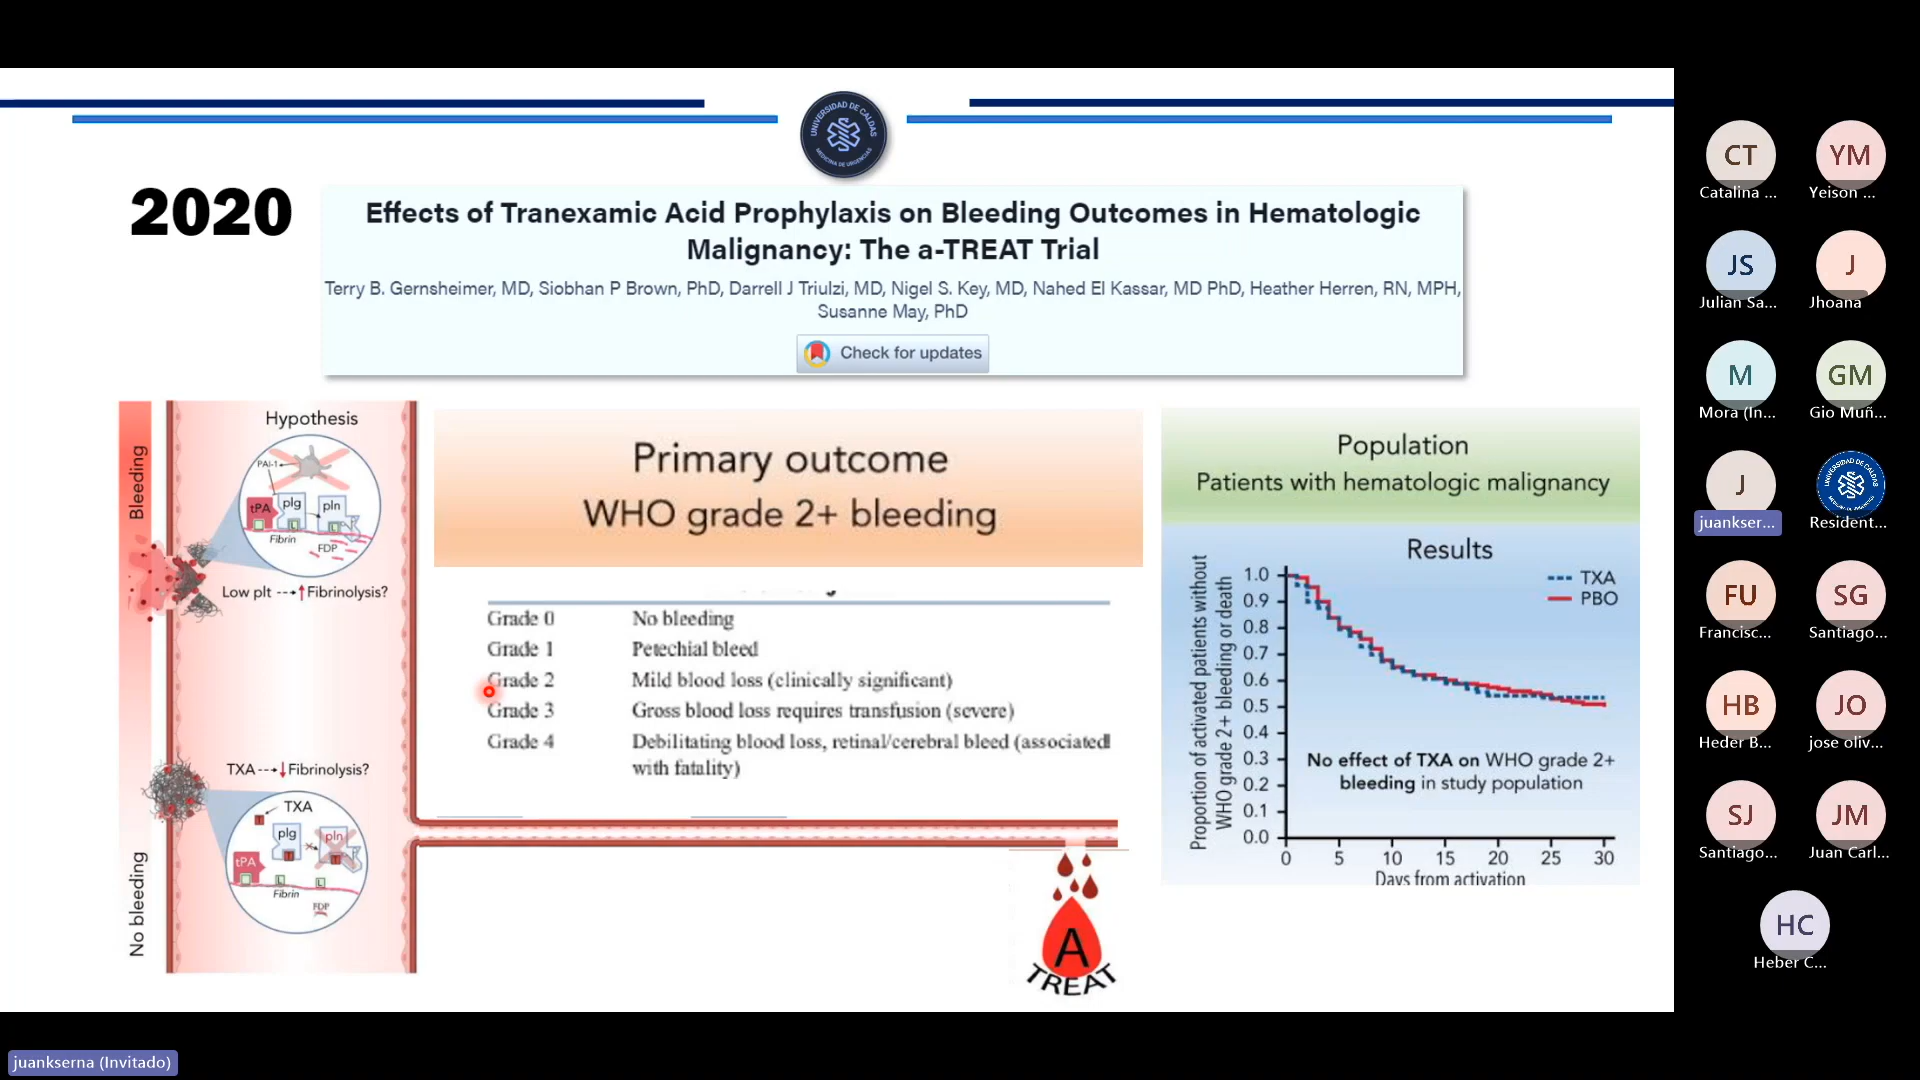 UNIVERSIDAD DE CALDAS
MEDICINA DE URGENCIAS
2020
Effects of Tranexamic Acid Prophylaxis on Bleeding Outcomes in Hematologic
Malignancy: The a-TREAT Trial
Terry B. Gernsheimer, MD, Siobhan P Brown, PhD, Darrell J Triulzi, MD, Nigel S. Key, MD, Nahed El Kassar, MD PhD, Heather Herren, RN, MPH,
Susanne May, PhD
Check for updates
Bleeding
Hypothesis
PAI-1
tPA
plg
pln
L
L
Fibrin
FDP
Low plt ---→↑Fibrinolysis?
TXA---→↓Fibrinolysis?
TXA
T
plg
pln
T
T
tPA
L
L
Fibrin
FDP
No bleeding
Primary outcome
WHO grade 2+ bleeding
Grade 0 No bleeding
Grade 1 Petechial bleed
Grade 2 Mild blood loss (clinically significant)
Grade 3 Gross blood loss requires transfusion (severe)
Grade 4 Debilitating blood loss, retinal/cerebral bleed (associated
with fatality)
A
TREAT
Population
Patients with hematologic malignancy
Results
Proportion of activated patients without
WHO grade 2+ bleeding or death
TXA
PBO
1.0
0.9
0.8
0.7
0.6
0.5
0.4
0.3
0.2
0.1
0.0
No effect of TXA on WHO grade 2+
bleeding in study population
0 5 10 15 20 25 30
Days from activation
CT YM
Catalina ... Yeison ...
JS J
Julian Sa... Jhoana
M GM
Mora (In... Gio Muñ...
J UNIVERSIDAD DE CALDAS
juankser... Resident...
FU SG
Francisc... Santiago...
HB JO
Heder B... jose oliv...
SJ JM
Santiago... Juan Carl...
HC
Heber C...
juankserna (Invitado)